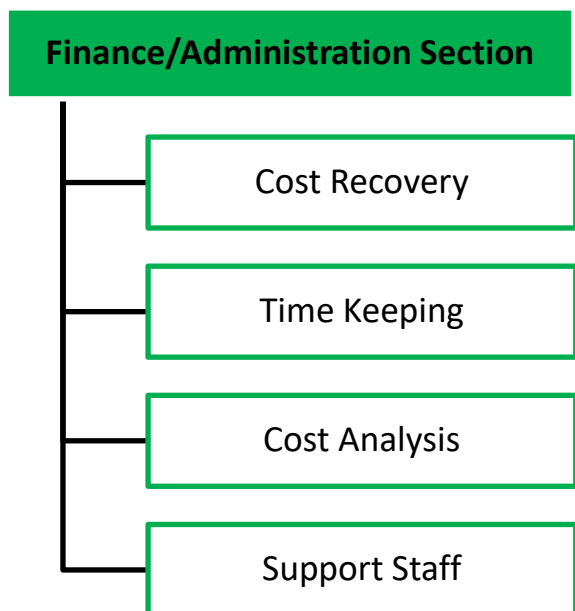 Finance/Administration Section
Cost Recovery
Time Keeping
Cost Analysis
Support Staff